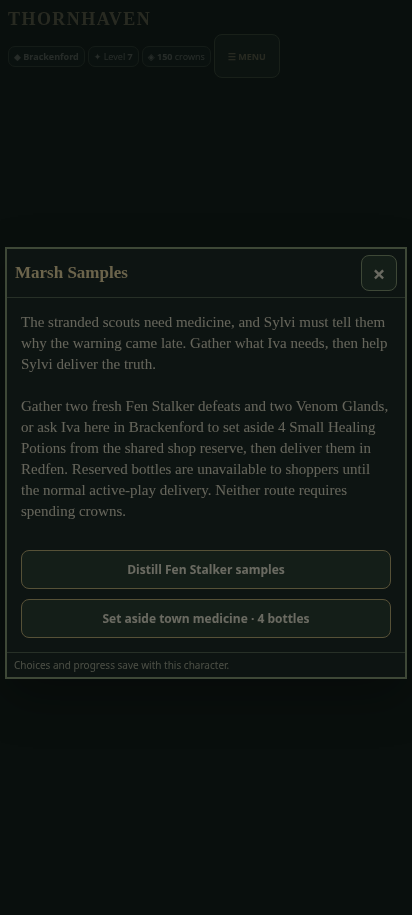 THORNHAVEN
◆ Brackenford ✦ Level 7 ◉ 150 crowns ☰ MENU
Marsh Samples ×
The stranded scouts need medicine, and Sylvi must tell them
why the warning came late. Gather what Iva needs, then help
Sylvi deliver the truth.
Gather two fresh Fen Stalker defeats and two Venom Glands,
or ask Iva here in Brackenford to set aside 4 Small Healing
Potions from the shared shop reserve, then deliver them in
Redfen. Reserved bottles are unavailable to shoppers until
the normal active-play delivery. Neither route requires
spending crowns.
Distill Fen Stalker samples
Set aside town medicine · 4 bottles
Choices and progress save with this character.